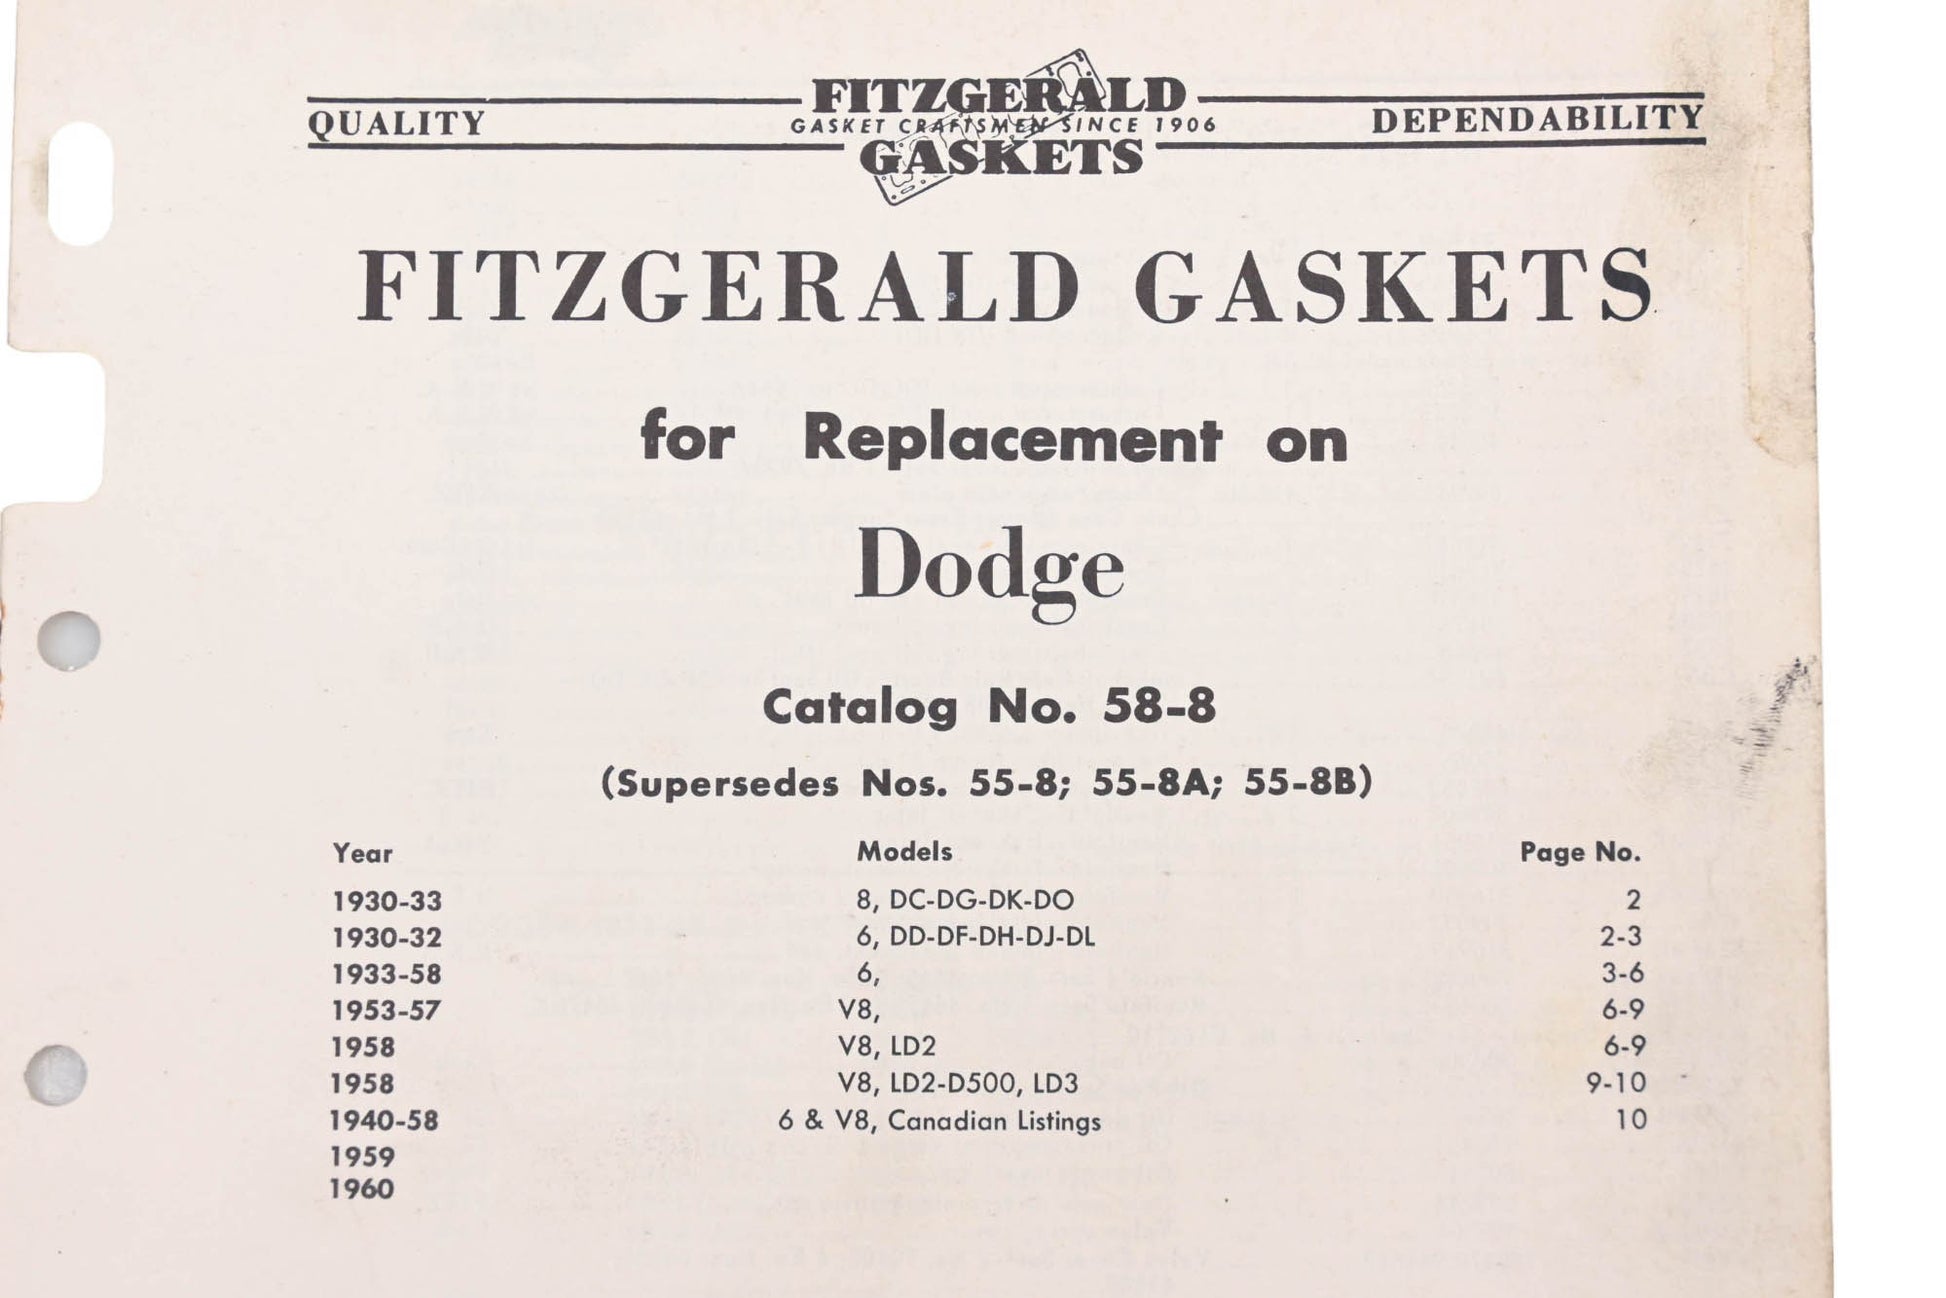 QUALITY
FITZGERALD
GASKET CRAFTSMEN SINCE 1906
GASKETS
DEPENDABILITY
FITZGERALD GASKETS
for Replacement on
Dodge
Catalog No. 58-8
(Supersedes Nos. 55-8; 55-8A; 55-8B)
Year Models Page No.
1930-33 8, DC-DG-DK-DO 2
1930-32 6, DD-DF-DH-DJ-DL 2-3
1933-58 6, 3-6
1953-57 V8, 6-9
1958 V8, LD2 6-9
1958 V8, LD2-D500, LD3 9-10
1940-58 6 & V8, Canadian Listings 10
1959
1960